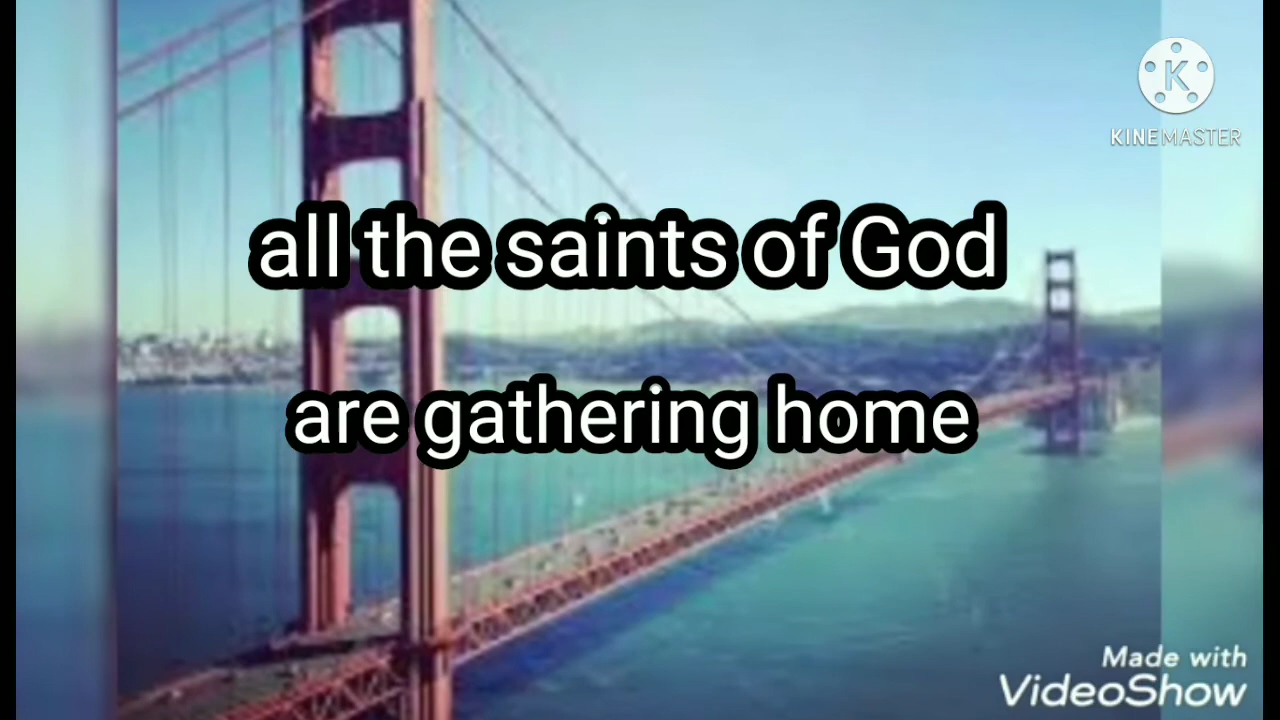 KINEMASTER
all the saints of God
are gathering home
Made with
VideoShow